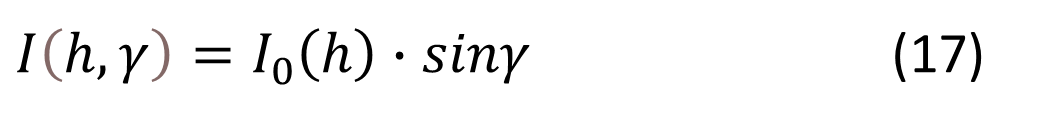 I(h, γ) = I₀(h) · sinγ (17)